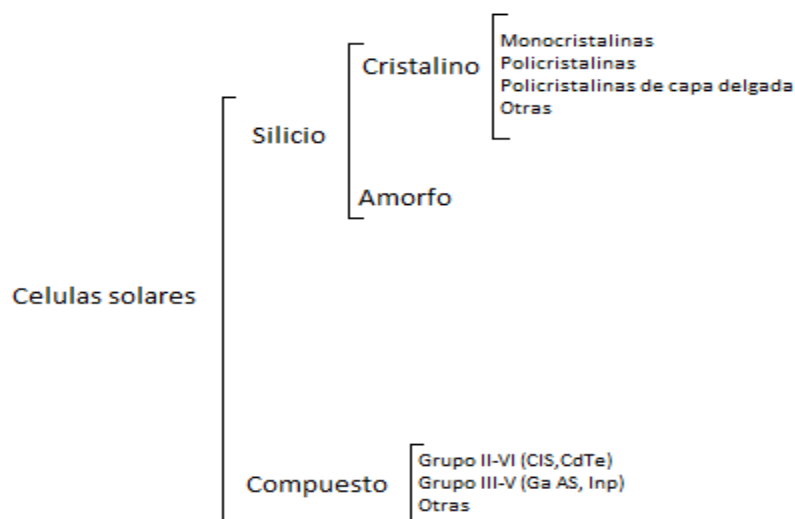 Monocristalinas
Cristalino
Policristalinas
Policristalinas de capa delgada
Otras
Silicio
Amorfo
Celulas solares
Grupo II-VI (CIS,CdTe)
Compuesto
Grupo III-V (Ga AS, Inp)
Otras